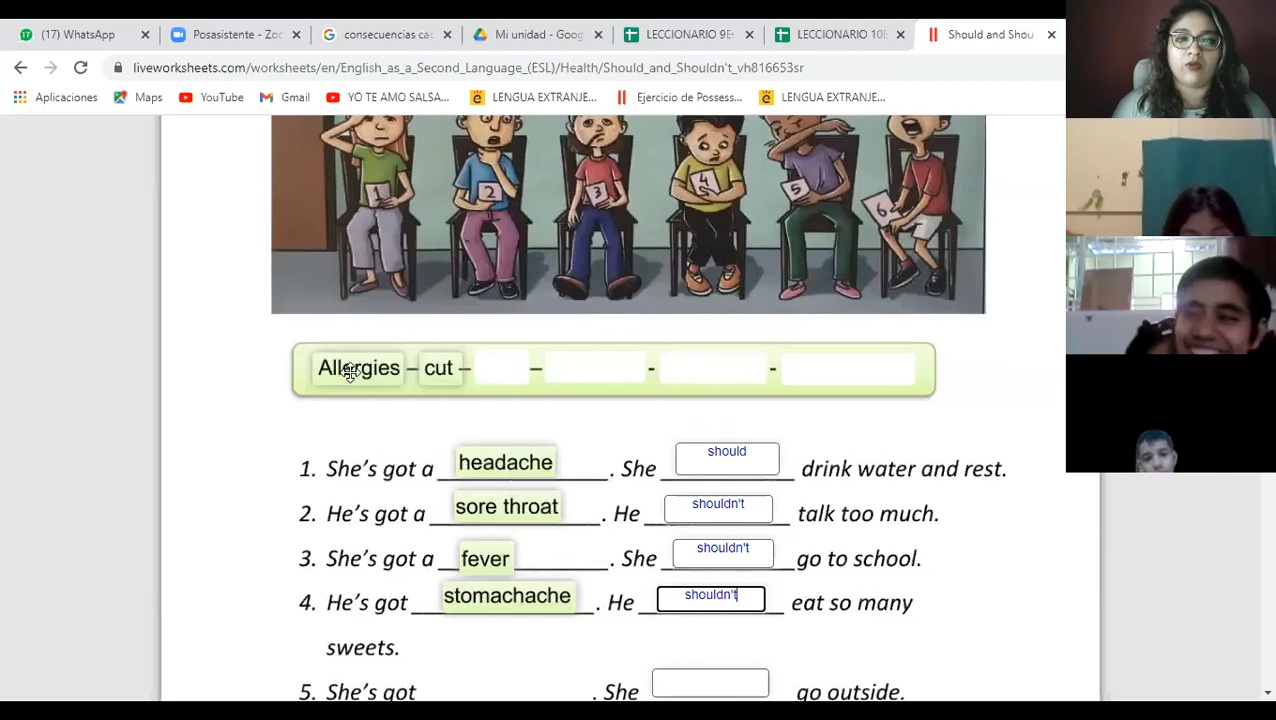 (17) WhatsApp
Posasistente - Zoo
consecuencias cac
Mi unidad - Goog
LECCIONARIO 9E
LECCIONARIO 10E
Should and Shou
liveworksheets.com/worksheets/en/English_as_a_Second_Language_(ESL)/Health/Should_and_Shouldn't_vh816653sr
Aplicaciones
Maps
YouTube
Gmail
YO TE AMO SALSA...
LENGUA EXTRANJE...
Ejercicio de Possess...
LENGUA EXTRANJE...
1 2 3 4 5 6
Allergies – cut – – - -
1. She's got a headache. She should drink water and rest.
2. He's got a sore throat. He shouldn't talk too much.
3. She's got a fever. She shouldn't go to school.
4. He's got stomachache. He shouldn't eat so many
sweets.
5. She's got . She go outside.